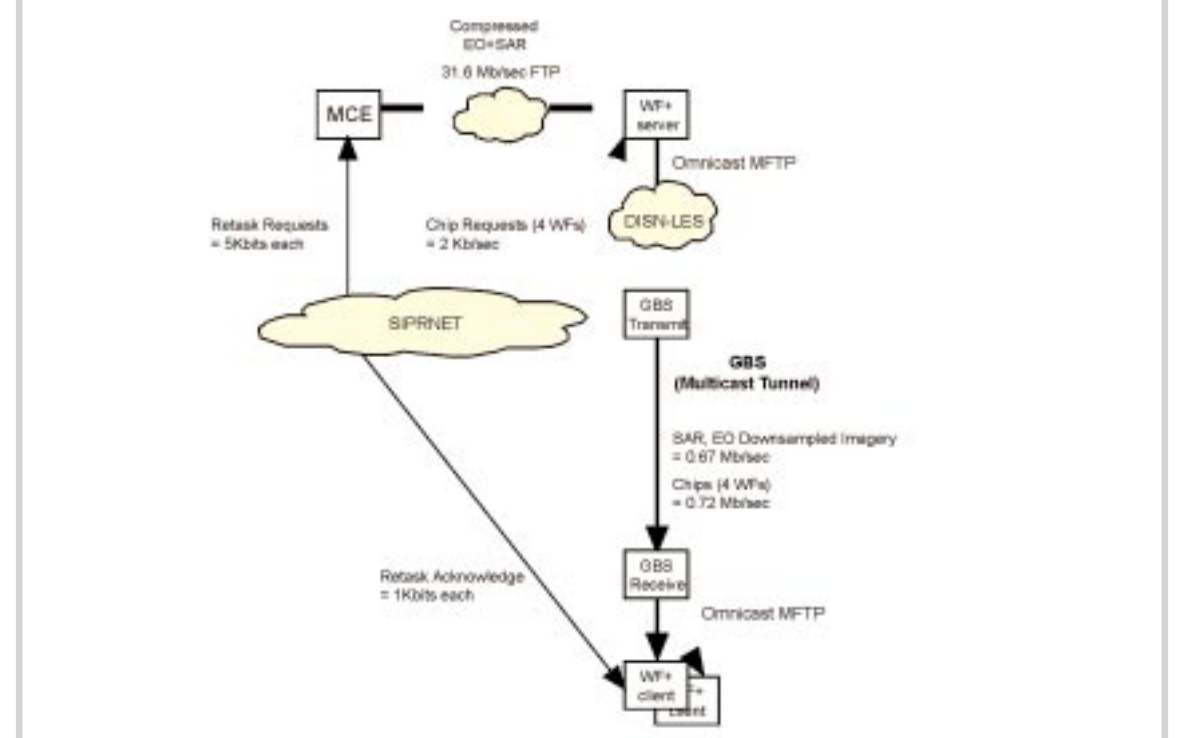 Compressed
EO+SAR
31.6 Mb/sec FTP
MCE
WF+
server
Omnicast MFTP
DISN-LES
Retask Requests
= 5Kbits each
Chip Requests (4 WFs)
= 2 Kb/sec
SIPRNET
GBS
Transmit
GBS
(Multicast Tunnel)
SAR, EO Downsampled Imagery
= 0.67 Mb/sec
Chips (4 WFs)
= 0.72 Mb/sec
GBS
Receive
Retask Acknowledge
= 1Kbits each
Omnicast MFTP
WF+
client